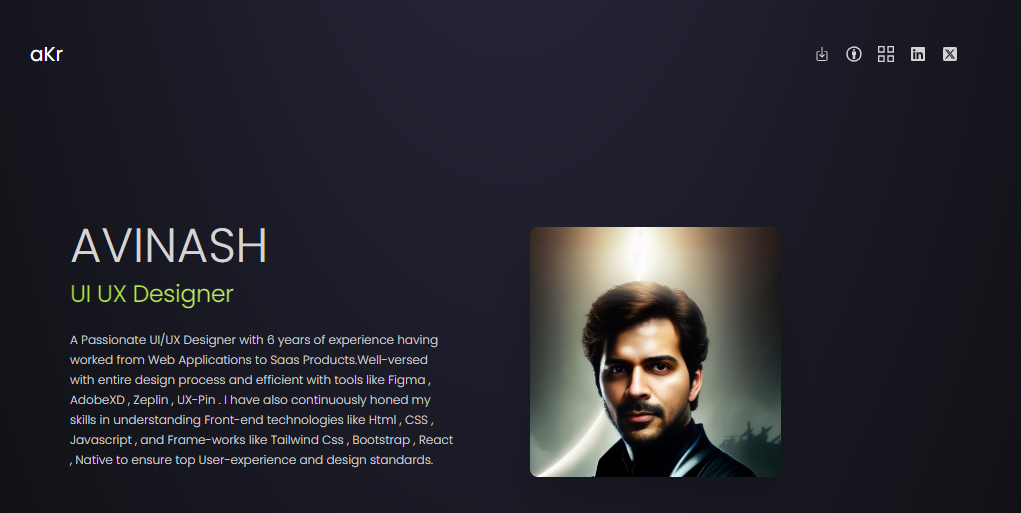 aKr
AVINASH
UI UX Designer
A Passionate UI/UX Designer with 6 years of experience having
worked from Web Applications to Saas Products.Well-versed
with entire design process and efficient with tools like Figma ,
AdobeXD , Zeplin , UX-Pin . I have also continuously honed my
skills in understanding Front-end technologies like Html , CSS ,
Javascript , and Frame-works like Tailwind Css , Bootstrap , React
, Native to ensure top User-experience and design standards.